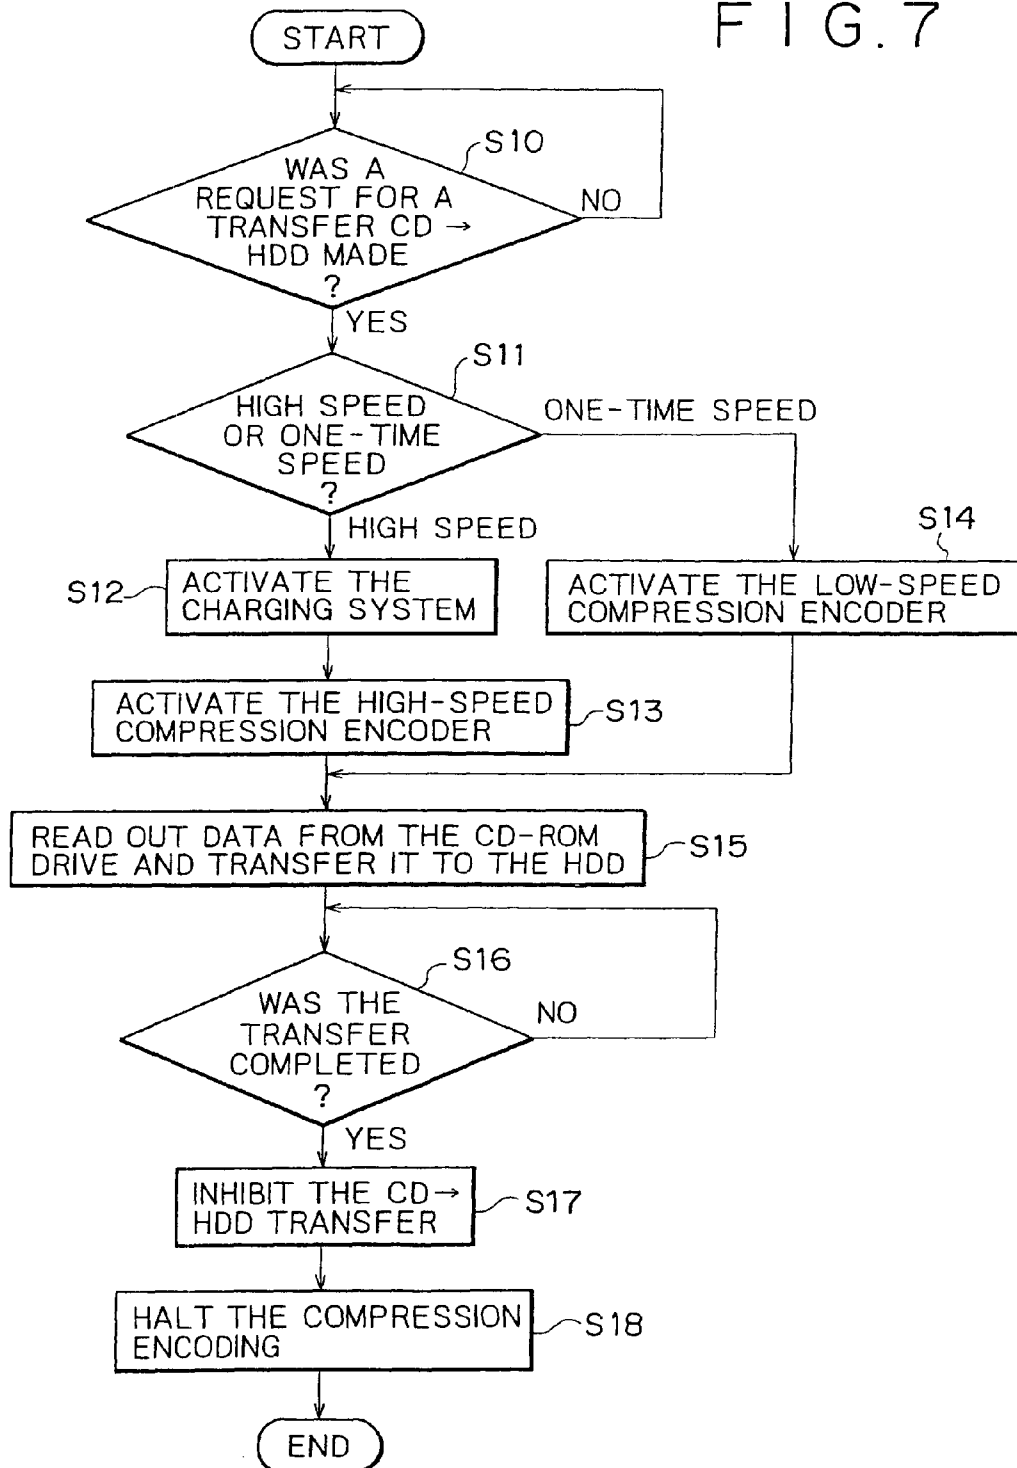 FIG.7
START
S10
WAS A
REQUEST FOR A
TRANSFER CD →
HDD MADE
?
NO
YES
S11
HIGH SPEED
OR ONE-TIME
SPEED
?
ONE-TIME SPEED
HIGH SPEED
S14
S12
ACTIVATE THE
CHARGING SYSTEM
ACTIVATE THE LOW-SPEED
COMPRESSION ENCODER
ACTIVATE THE HIGH-SPEED
COMPRESSION ENCODER
S13
READ OUT DATA FROM THE CD-ROM
DRIVE AND TRANSFER IT TO THE HDD
S15
S16
WAS THE
TRANSFER
COMPLETED
?
NO
YES
INHIBIT THE CD→
HDD TRANSFER
S17
HALT THE COMPRESSION
ENCODING
S18
END